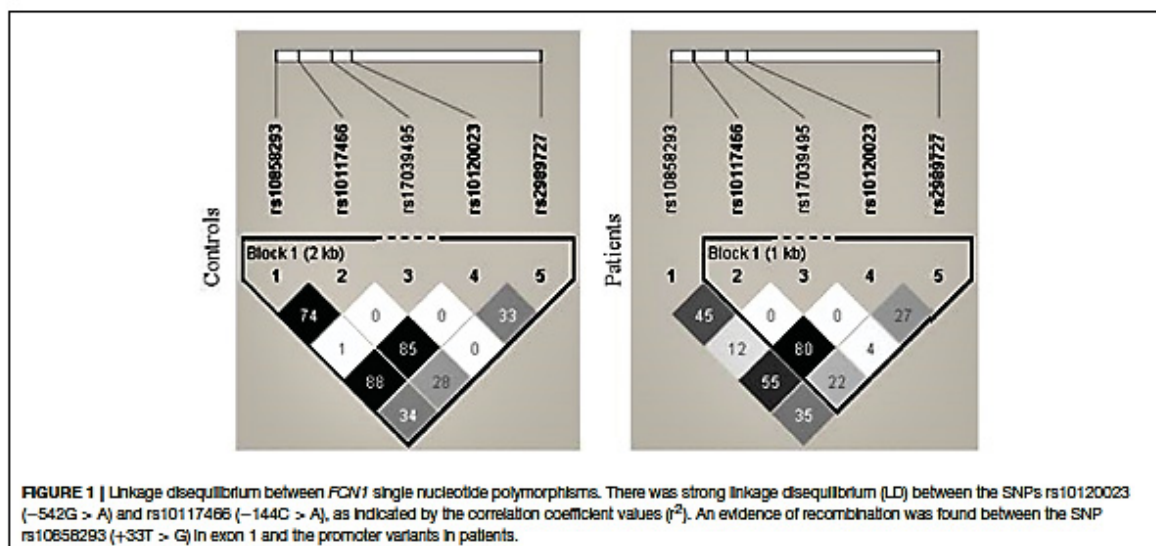 Controls
rs10858293
rs10117466
rs17039495
rs10120023
rs2989727
Block 1 (2 kb)
1 2 3 4 5
74 0 0 33
1 85 0
88 28
34
Patients
rs10858293
rs10117466
rs17039495
rs10120023
rs2989727
Block 1 (1 kb)
1 2 3 4 5
45 0 0 27
12 80 4
55 22
35
FIGURE 1 | Linkage disequilibrium between FCN1 single nucleotide polymorphisms. There was strong linkage disequilibrium (LD) between the SNPs rs10120023
(−542G > A) and rs10117466 (−144C > A), as indicated by the correlation coefficient values (r²). An evidence of recombination was found between the SNP
rs10858293 (+33T > G) in exon 1 and the promoter variants in patients.